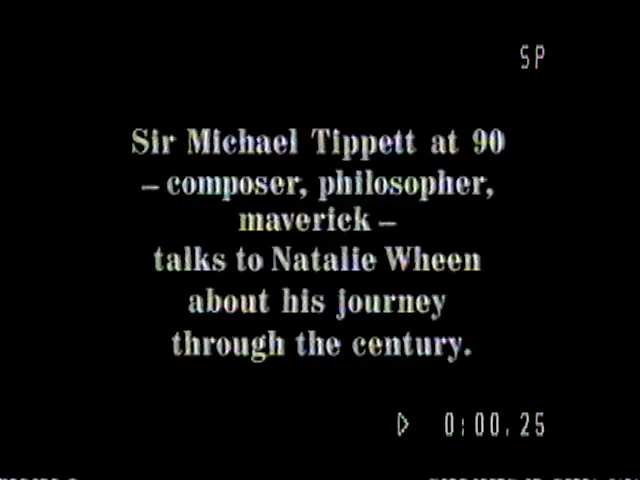 SP
Sir Michael Tippett at 90
– composer, philosopher,
maverick –
talks to Natalie Wheen
about his journey
through the century.
0:00.25